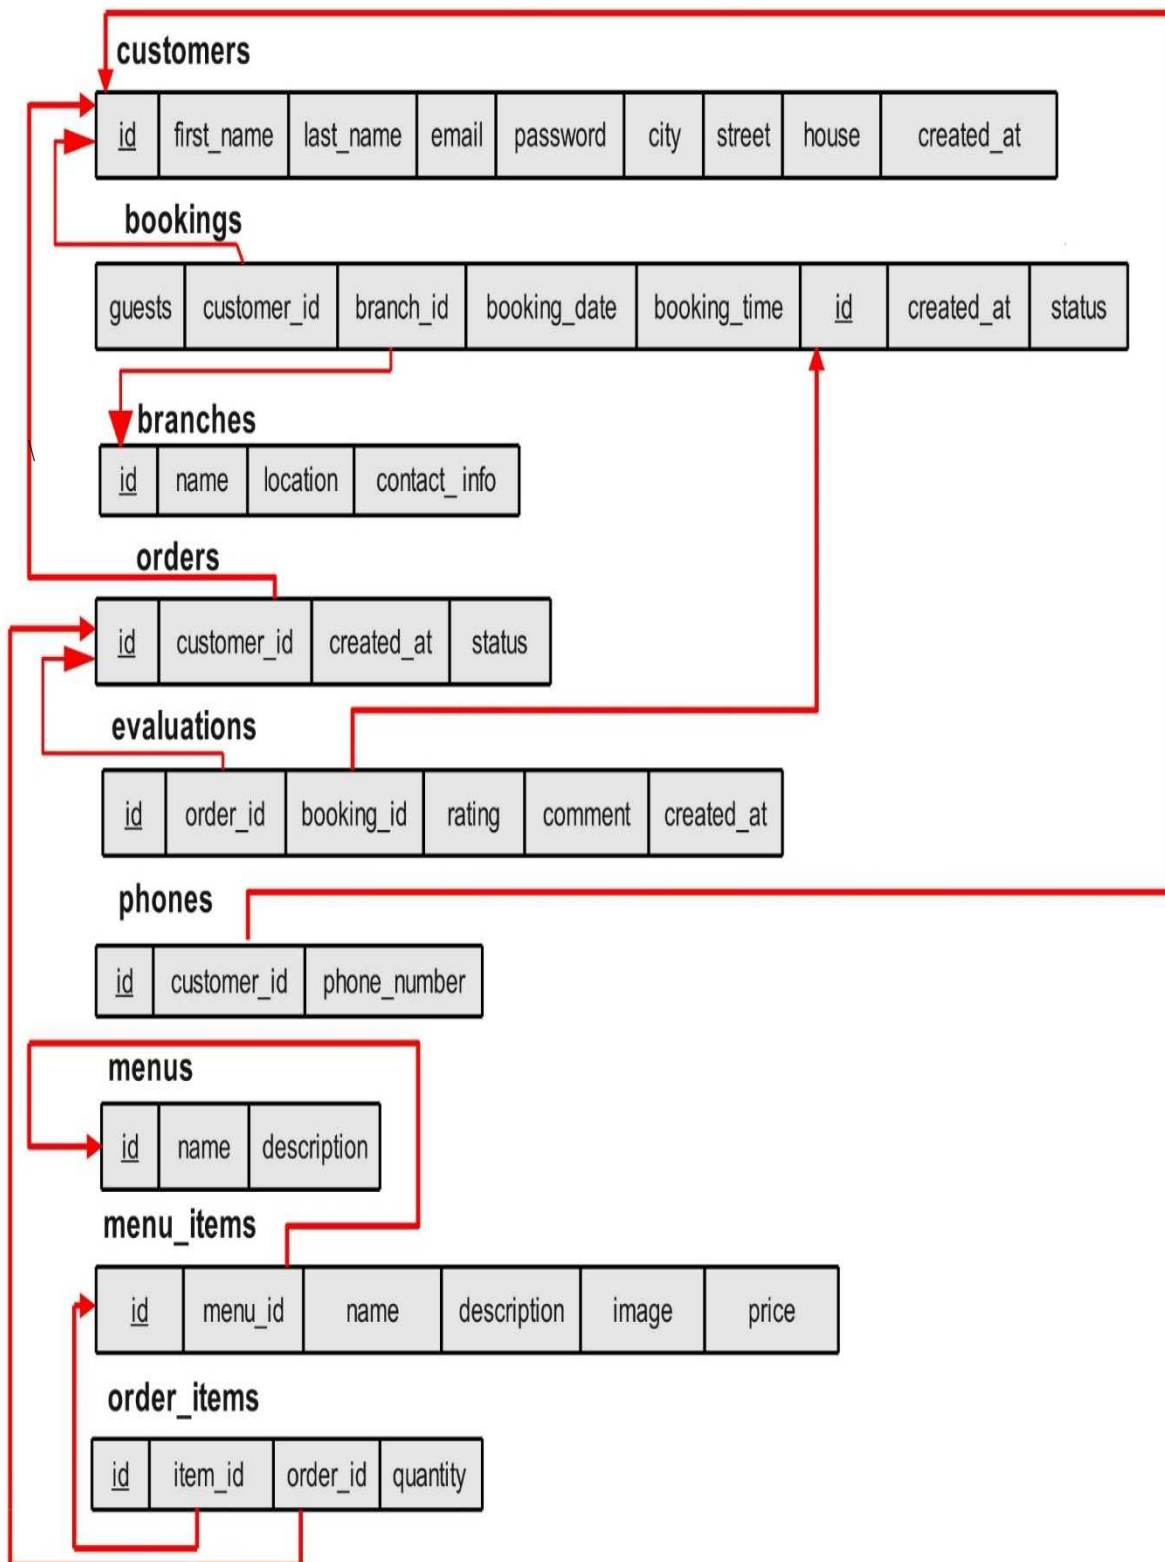 customers
id first_name last_name email password city street house created_at
bookings
guests customer_id branch_id booking_date booking_time id created_at status
branches
id name location contact_ info
orders
id customer_id created_at status
evaluations
id order_id booking_id rating comment created_at
phones
id customer_id phone_number
menus
id name description
menu_items
id menu_id name description image price
order_items
id item_id order_id quantity